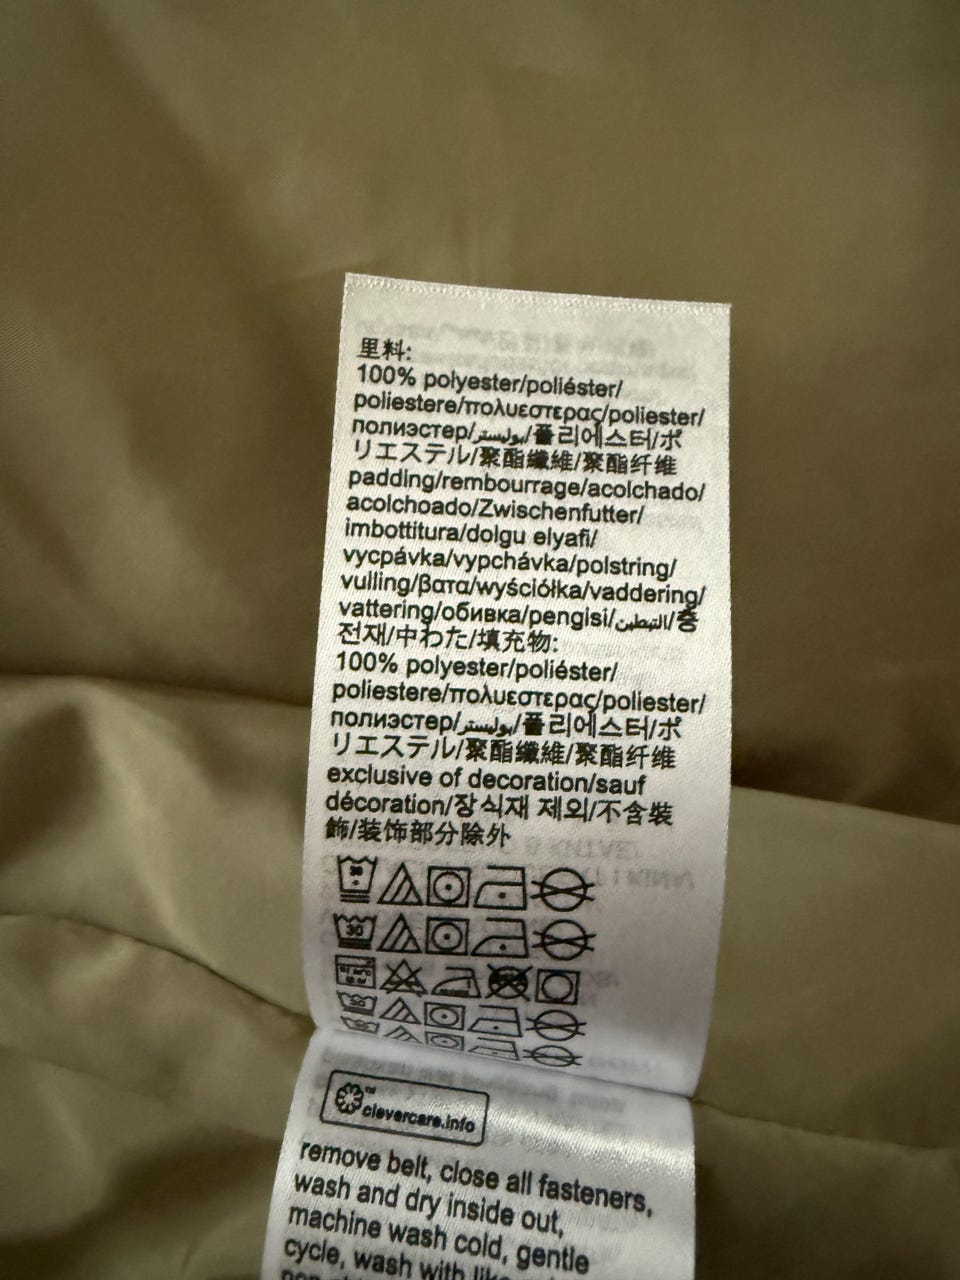 里料:
100% polyester/poliéster/
poliestere/πολυεστερας/poliester/
полиэстер/بوليستر/폴리에스터/ポ
リエステル/聚酯纖維/聚酯纤维
padding/rembourrage/acolchado/
acolchoado/Zwischenfutter/
imbottitura/dolgu elyafi/
vycpávka/vypchávka/polstring/
vulling/βατα/wyściółka/vaddering/
vattering/обивка/pengisi/التبطين/충
전재/中わた/填充物:
100% polyester/poliéster/
poliestere/πολυεστερας/poliester/
полиэстер/بوليستر/폴리에스터/ポ
リエステル/聚酯纖維/聚酯纤维
exclusive of decoration/sauf
décoration/장식재 제외/不含裝
飾/装饰部分除外
30
30
30
clevercare.info
remove belt, close all fasteners,
wash and dry inside out,
machine wash cold, gentle
cycle, wash with